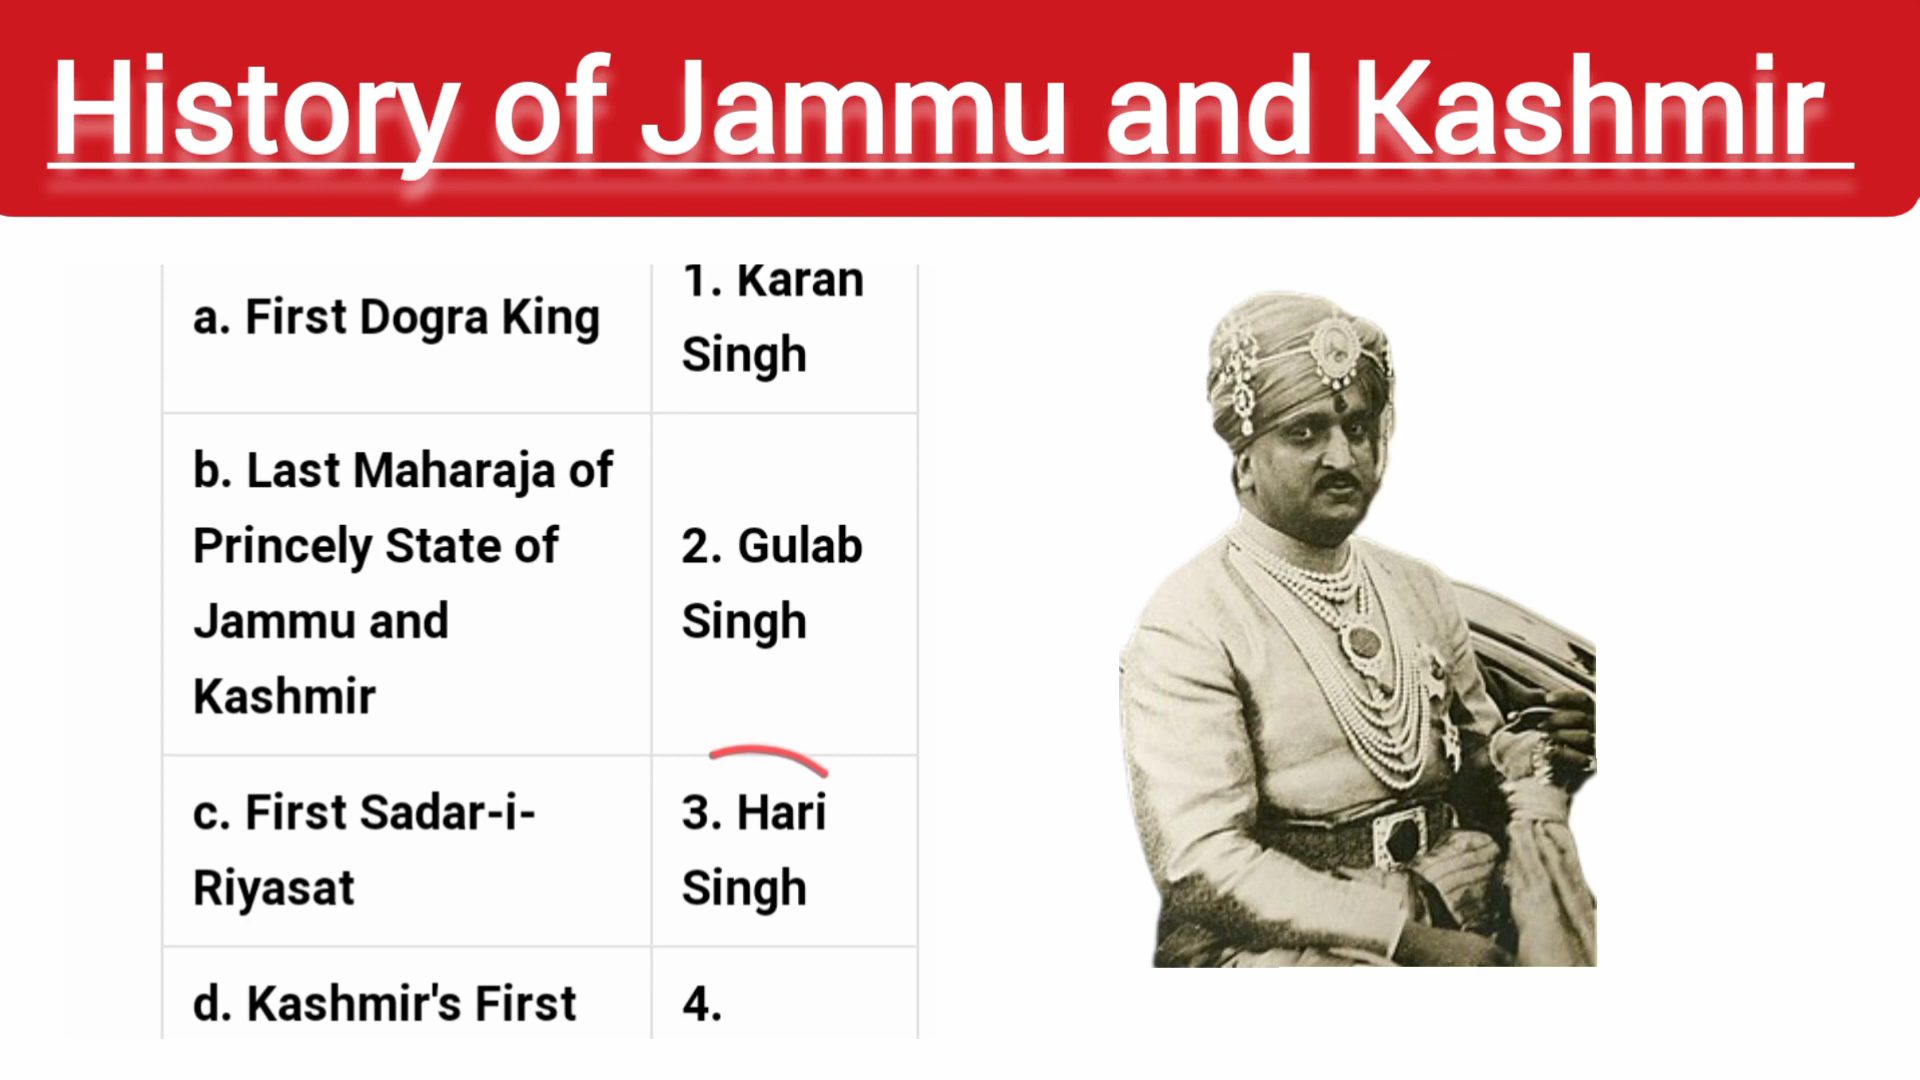 History of Jammu and Kashmir
a. First Dogra King
1. Karan
Singh
b. Last Maharaja of
Princely State of
Jammu and
Kashmir
2. Gulab
Singh
c. First Sadar-i-
Riyasat
3. Hari
Singh
d. Kashmir's First
4.